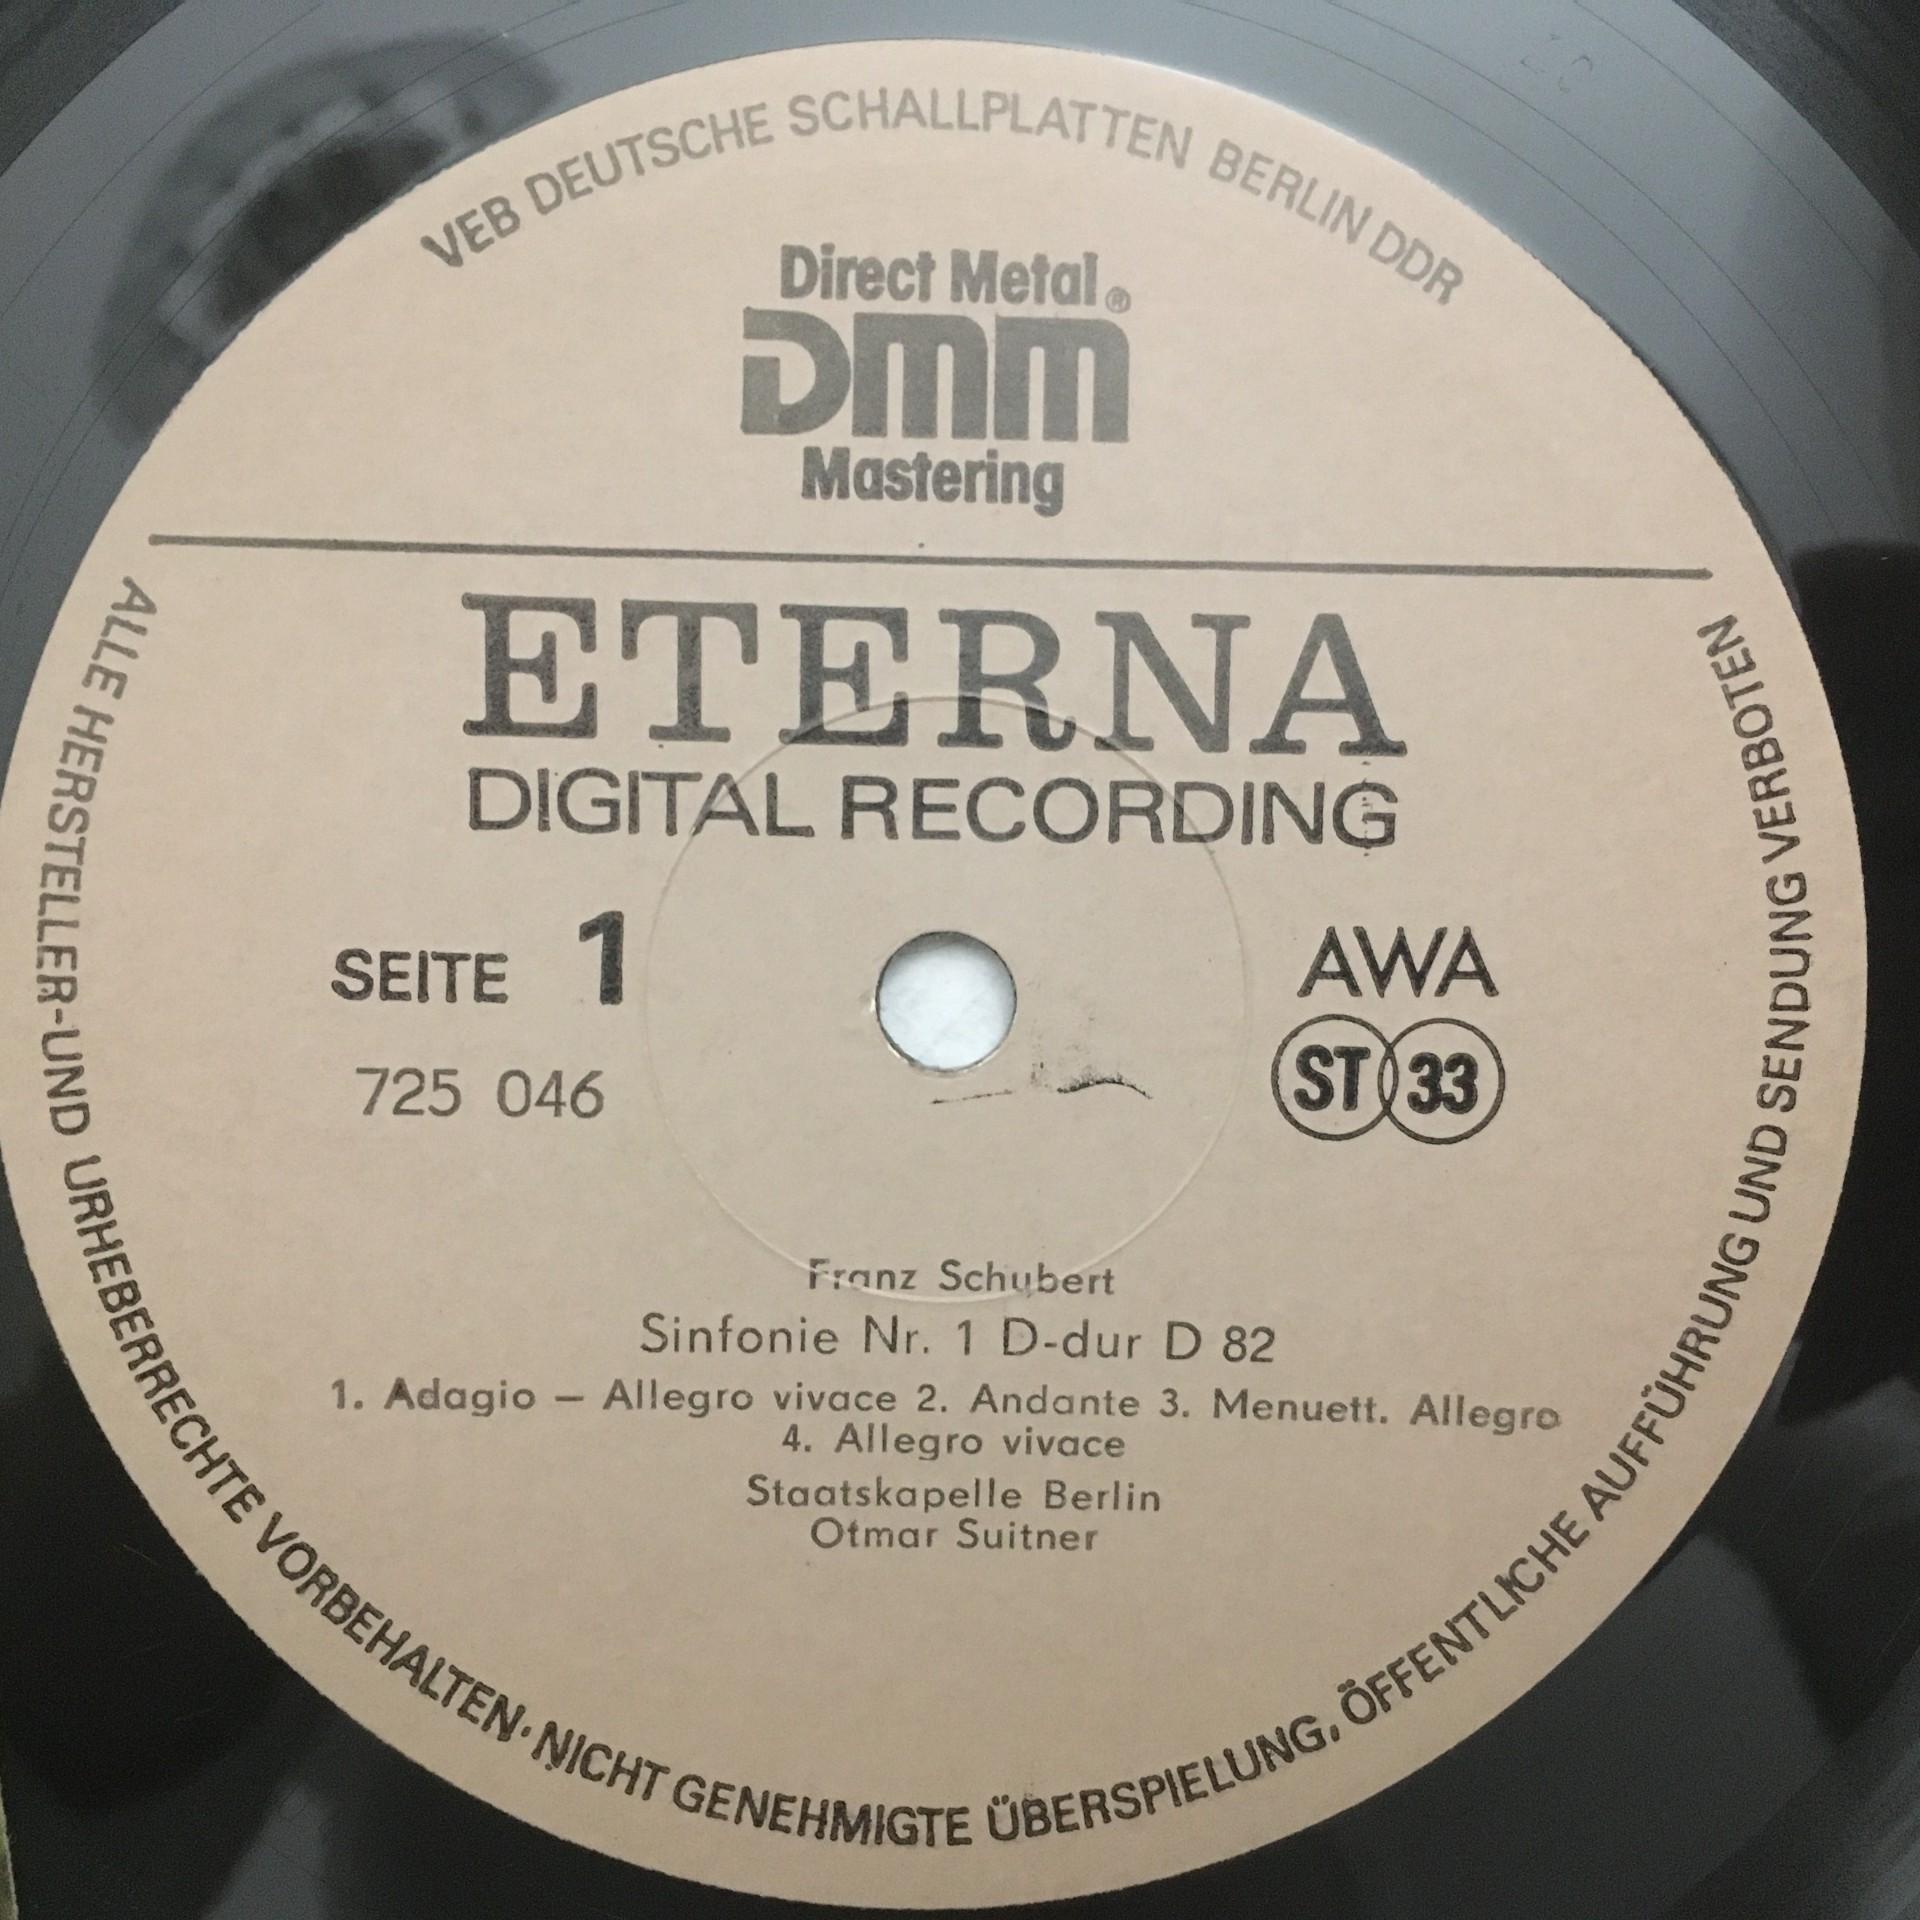 VEB DEUTSCHE SCHALLPLATTEN BERLIN DDR
Direct Metal®
DMM
Mastering
ETERNA
DIGITAL RECORDING
SEITE 1
725 046
AWA
ST 33
Franz Schubert
Sinfonie Nr. 1 D-dur D 82
1. Adagio – Allegro vivace 2. Andante 3. Menuett. Allegro
4. Allegro vivace
Staatskapelle Berlin
Otmar Suitner
ALLE HERSTELLER-UND URHEBERRECHTE VORBEHALTEN· NICHT GENEHMIGTE ÜBERSPIELUNG, ÖFFENTLICHE AUFFÜHRUNG UND SENDUNG VERBOTEN